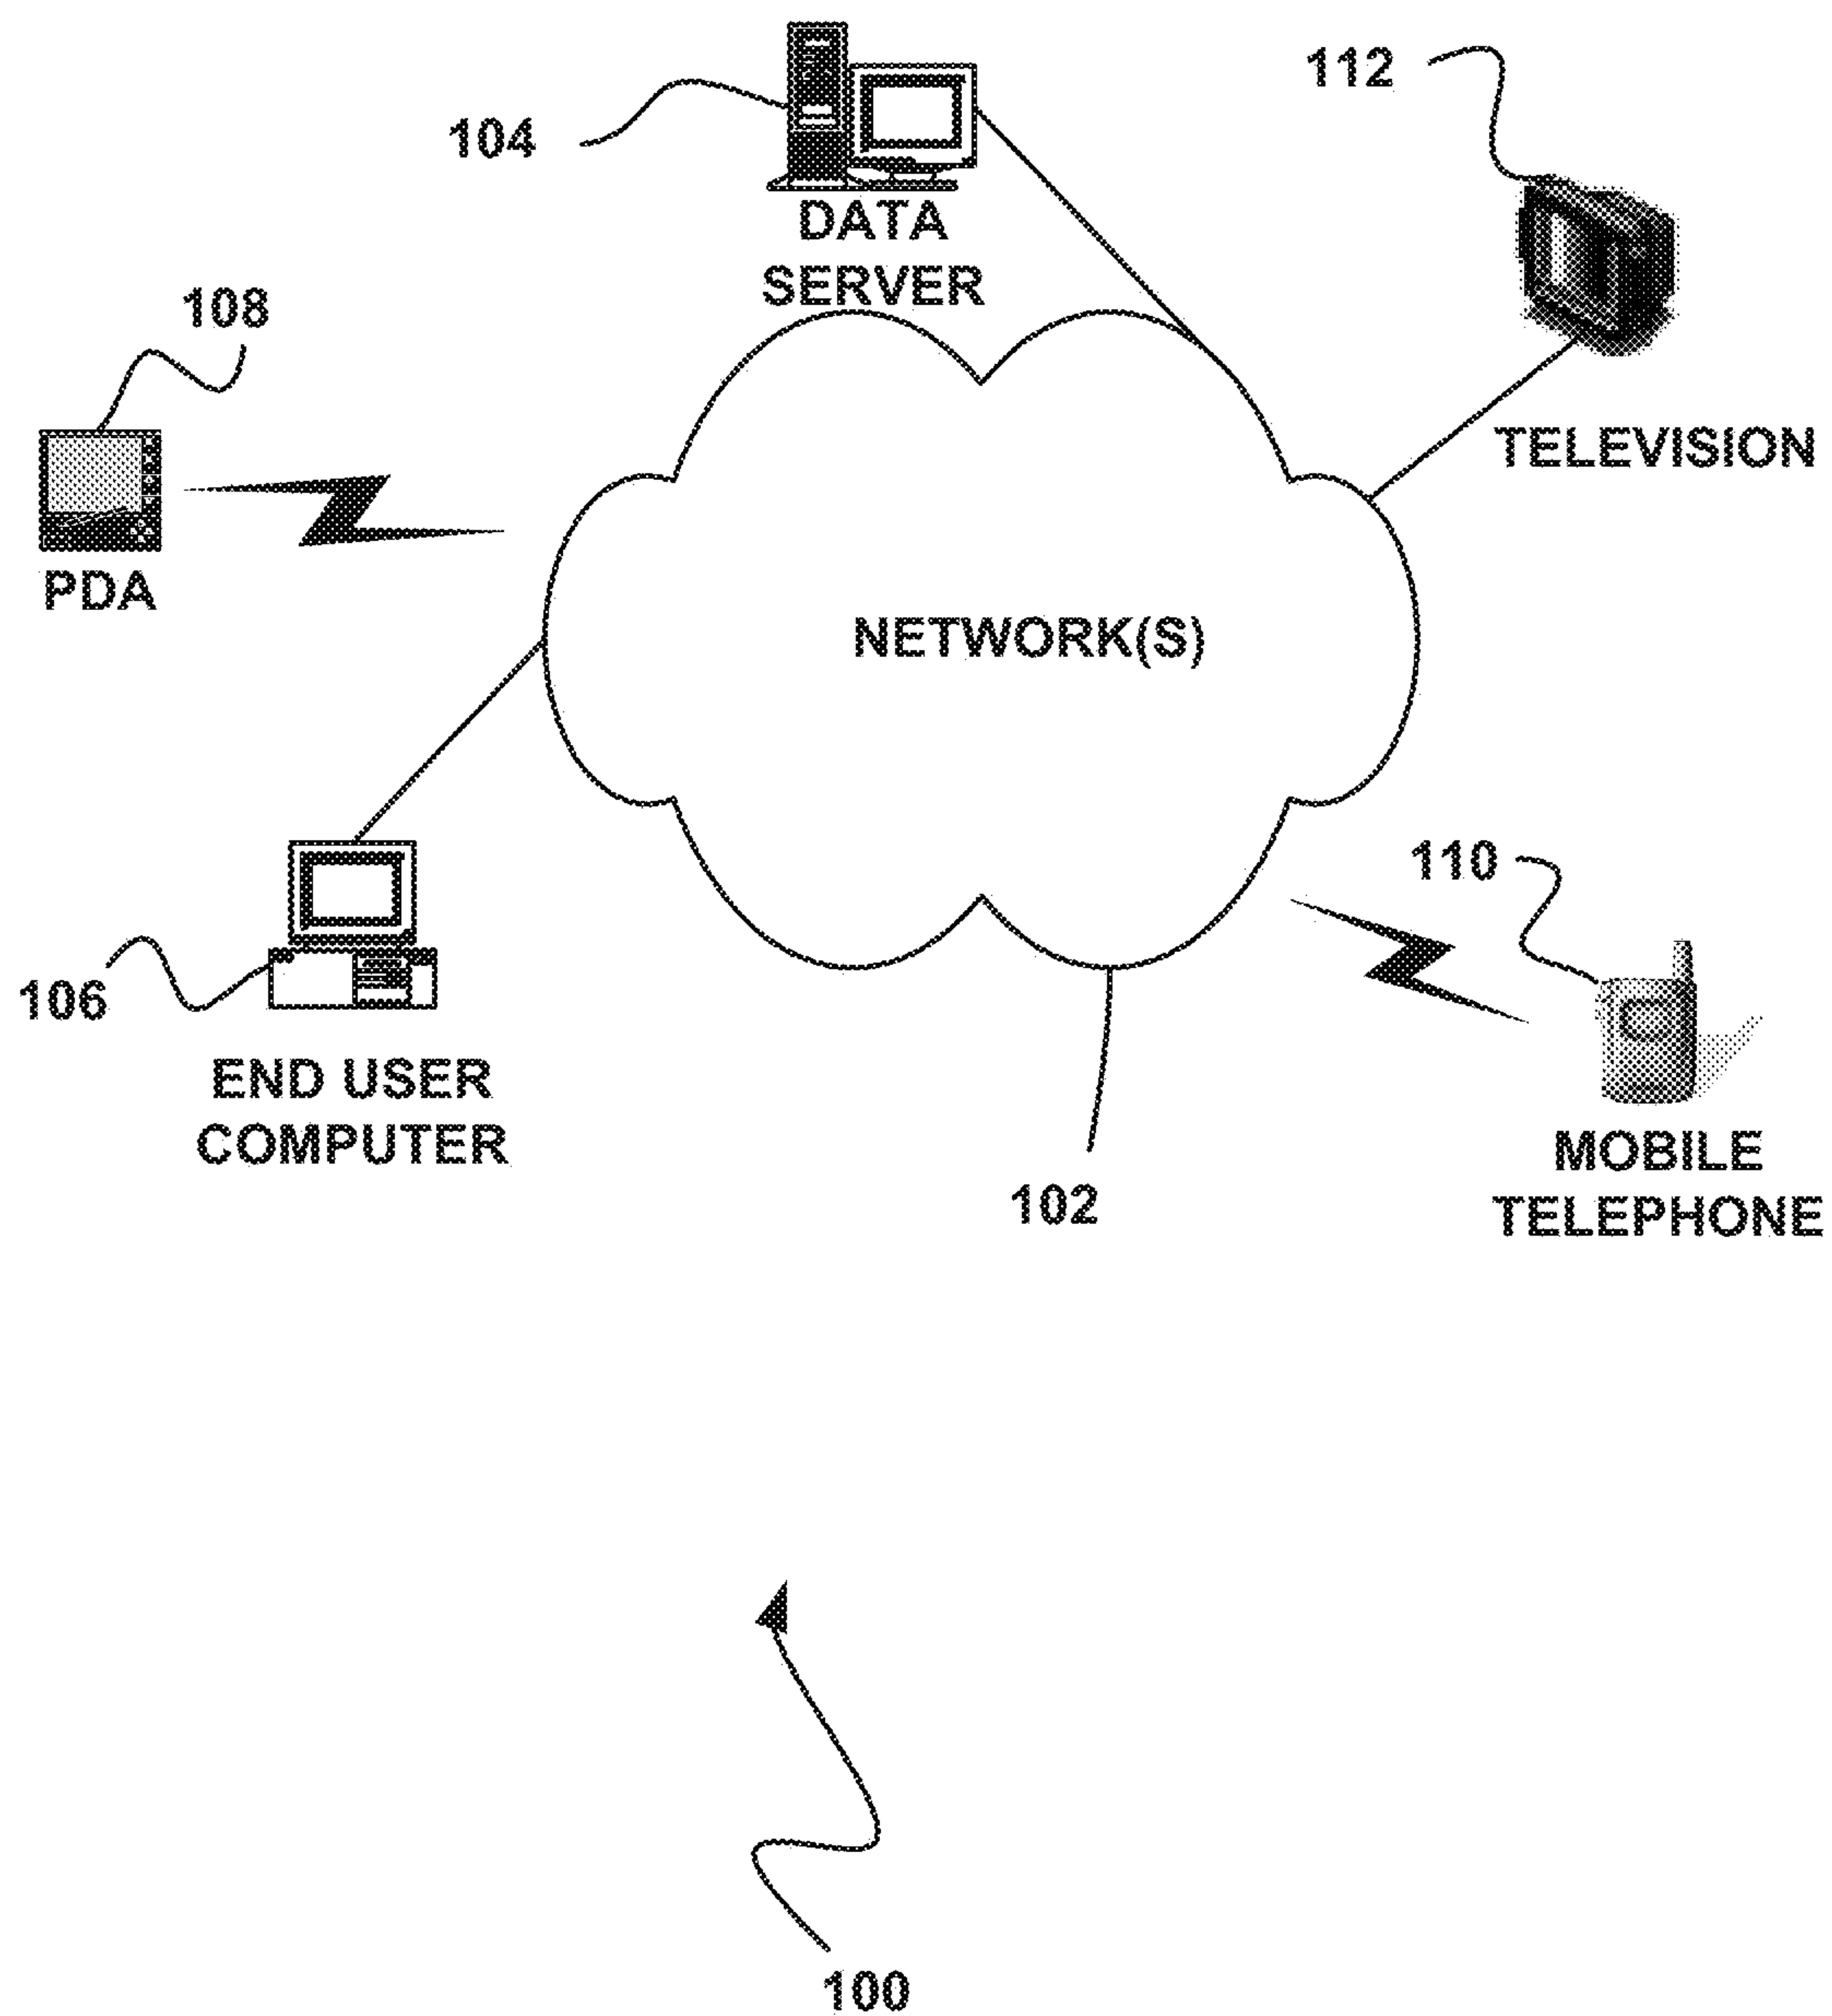 104
DATA
SERVER
112
TELEVISION
108
PDA
NETWORK(S)
106
END USER
COMPUTER
110
MOBILE
TELEPHONE
102
100